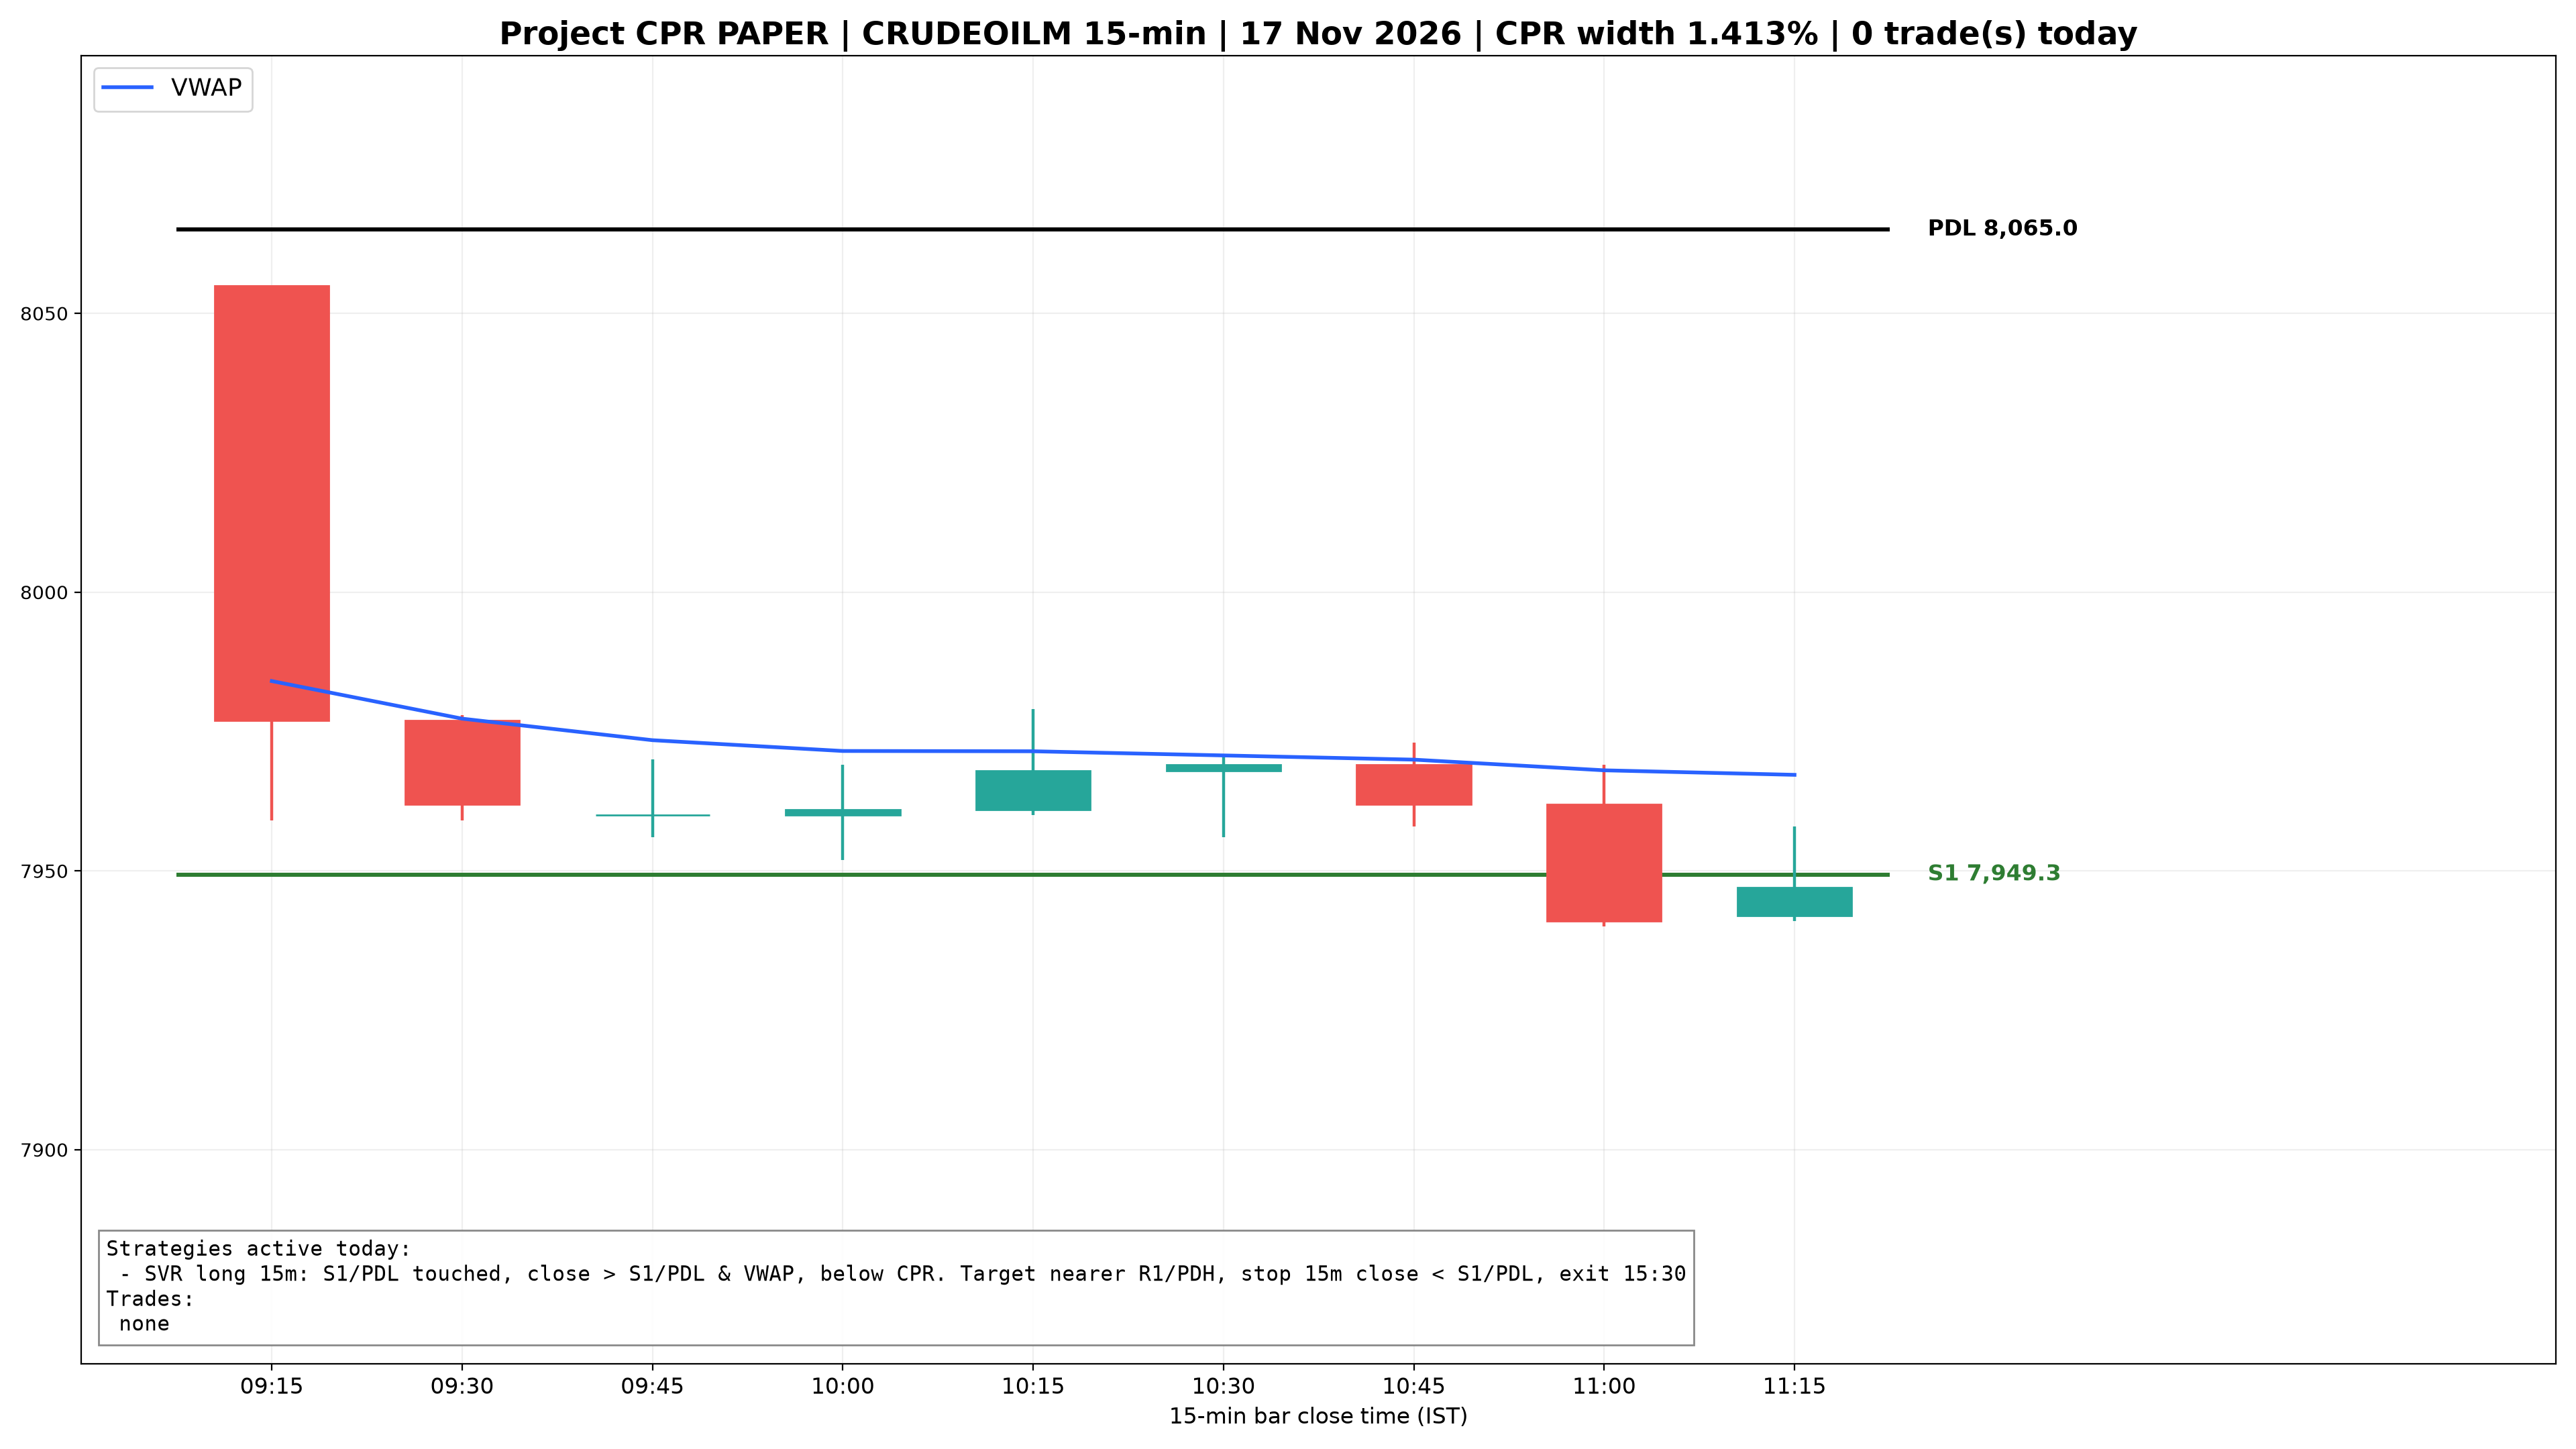 Project CPR PAPER | CRUDEOILM 15-min | 17 Nov 2026 | CPR width 1.413% | 0 trade(s) today
VWAP
PDL 8,065.0
8050
8000
7950
S1 7,949.3
7900
Strategies active today:
- SVR long 15m: S1/PDL touched, close > S1/PDL & VWAP, below CPR. Target nearer R1/PDH, stop 15m close < S1/PDL, exit 15:30
Trades:
none
09:15 09:30 09:45 10:00 10:15 10:30 10:45 11:00 11:15
15-min bar close time (IST)